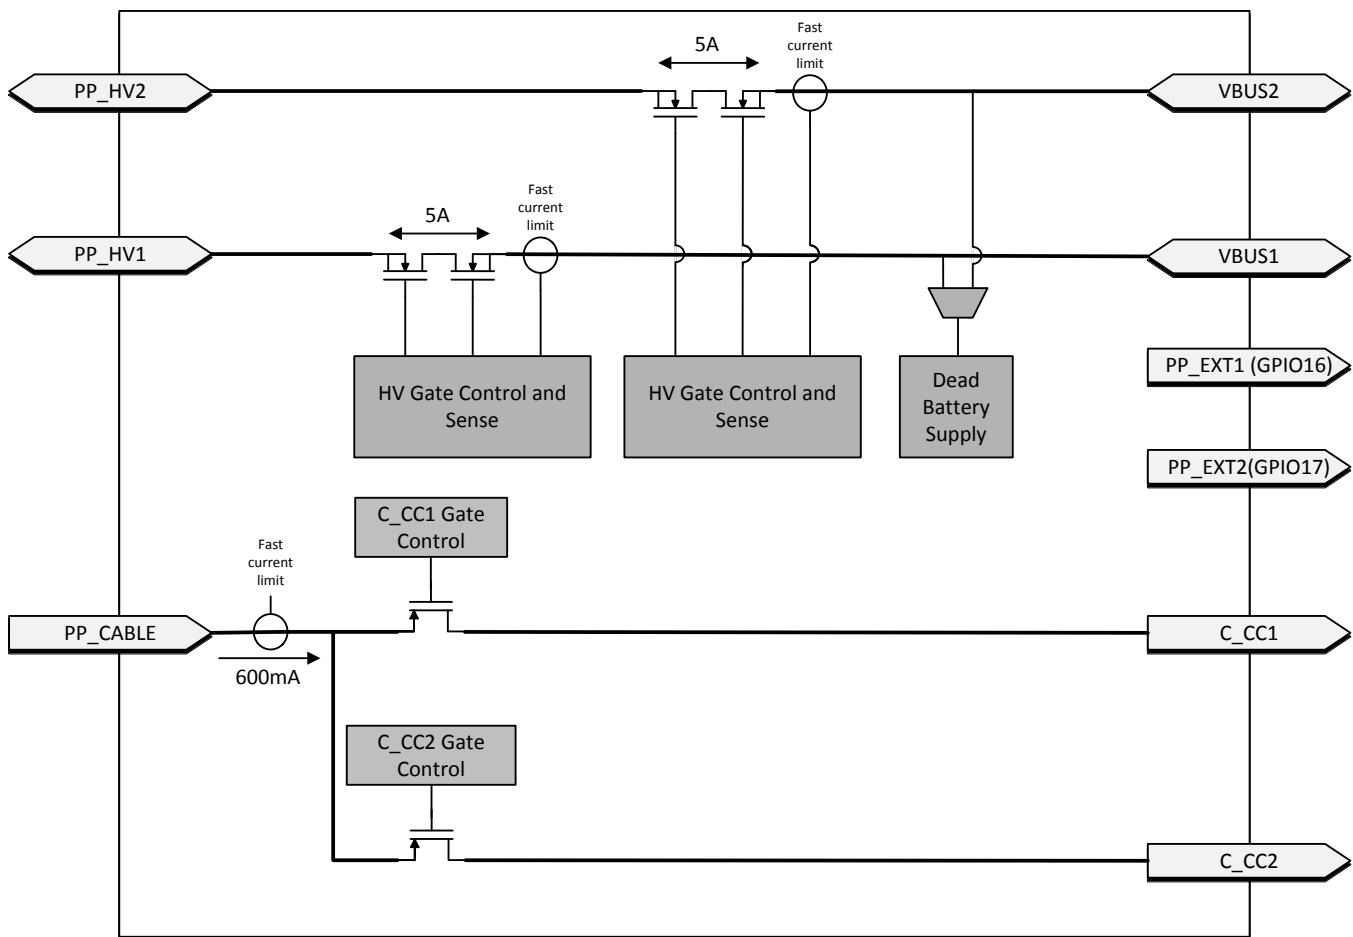 Fast
current
limit
5A
PP_HV2
VBUS2
Fast
current
limit
5A
PP_HV1
VBUS1
PP_EXT1 (GPIO16)
HV Gate Control and
Sense
HV Gate Control and
Sense
Dead
Battery
Supply
PP_EXT2(GPIO17)
C_CC1 Gate
Control
Fast
current
limit
PP_CABLE
600mA
C_CC1
C_CC2 Gate
Control
C_CC2